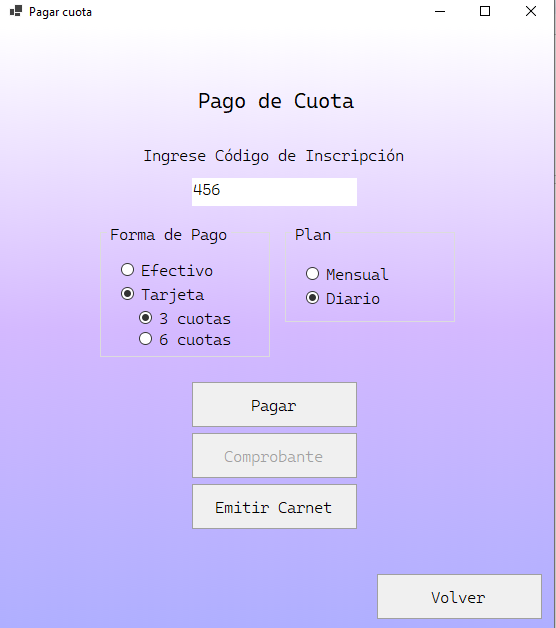 Pagar cuota
Pago de Cuota
Ingrese Código de Inscripción
456
Forma de Pago
Efectivo
Tarjeta
3 cuotas
6 cuotas
Plan
Mensual
Diario
Pagar
Comprobante
Emitir Carnet
Volver